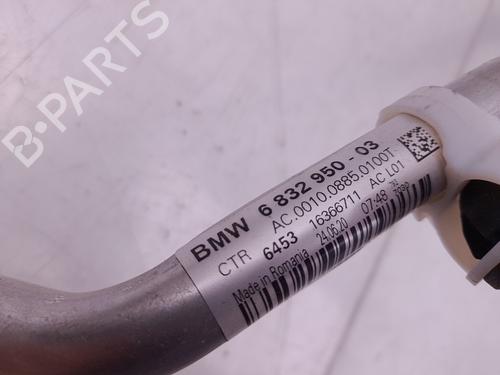 B-PARTS
BMW 6 832 950 - 03
AC.0010.0885.0100T
CTR 6453 16366711 AC L01
Made in Romania 24.06.20 07:48